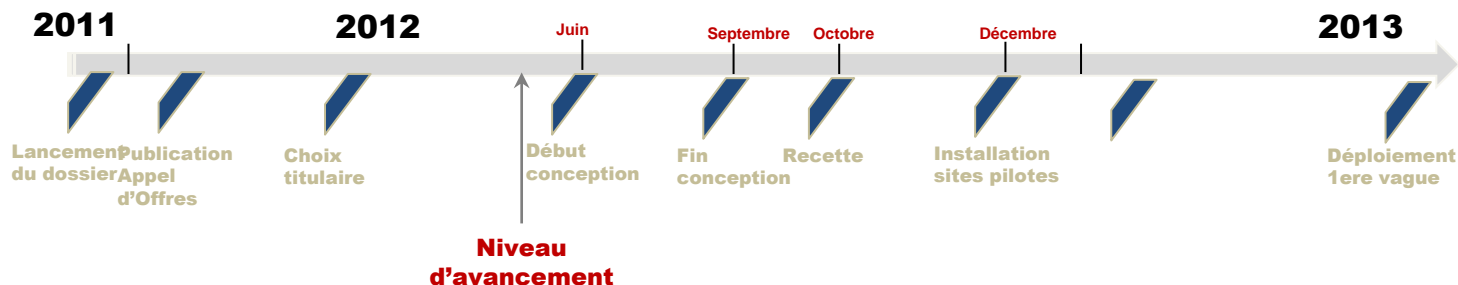 2011
2012
Juin
Septembre
Octobre
Décembre
2013
Lancement
du dossier
Publication
Appel
d’Offres
Choix
titulaire
Début
conception
Fin
conception
Recette
Installation
sites pilotes
Déploiement
1ere vague
Niveau
d’avancement